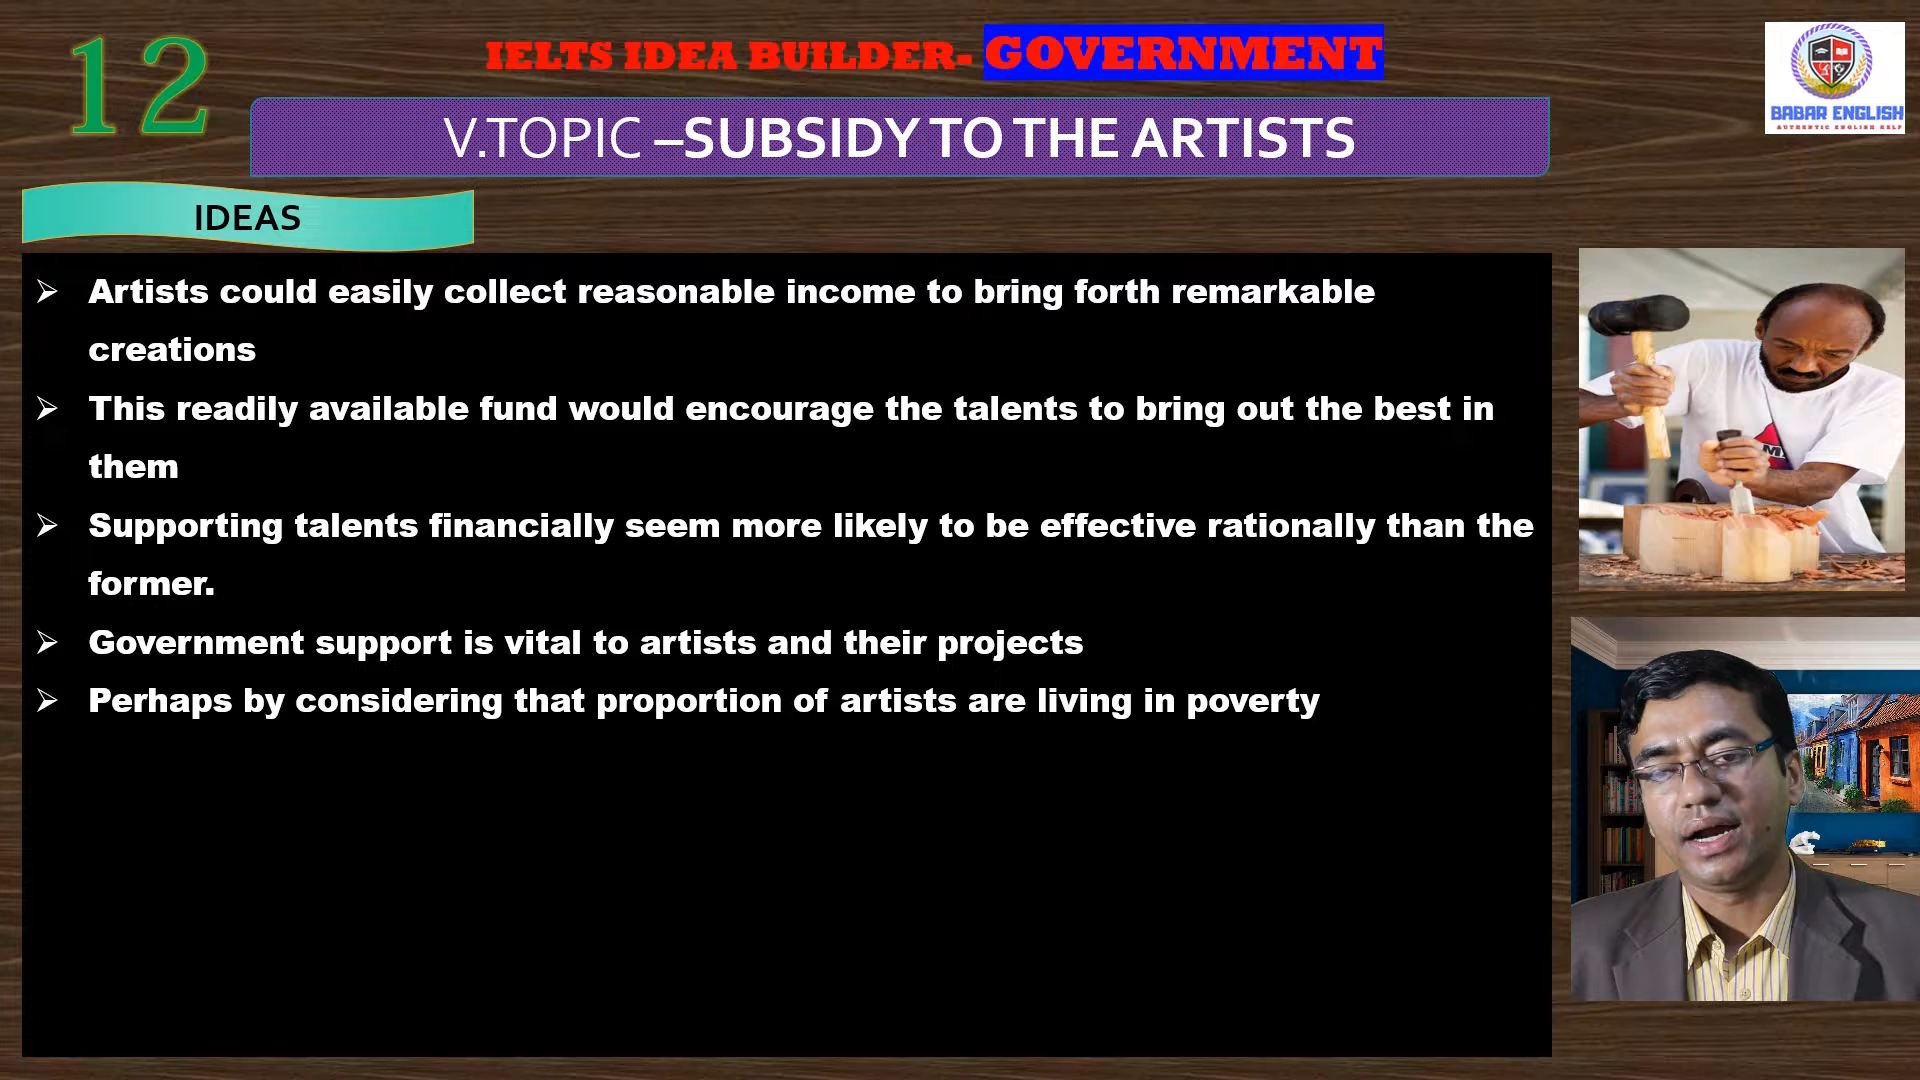 12
IELTS IDEA BUILDER- GOVERNMENT
V.TOPIC –SUBSIDY TO THE ARTISTS
BABAR ENGLISH
AUTHENTIC ENGLISH HELP
IDEAS
➢ Artists could easily collect reasonable income to bring forth remarkable
creations
➢ This readily available fund would encourage the talents to bring out the best in
them
➢ Supporting talents financially seem more likely to be effective rationally than the
former.
➢ Government support is vital to artists and their projects
➢ Perhaps by considering that proportion of artists are living in poverty